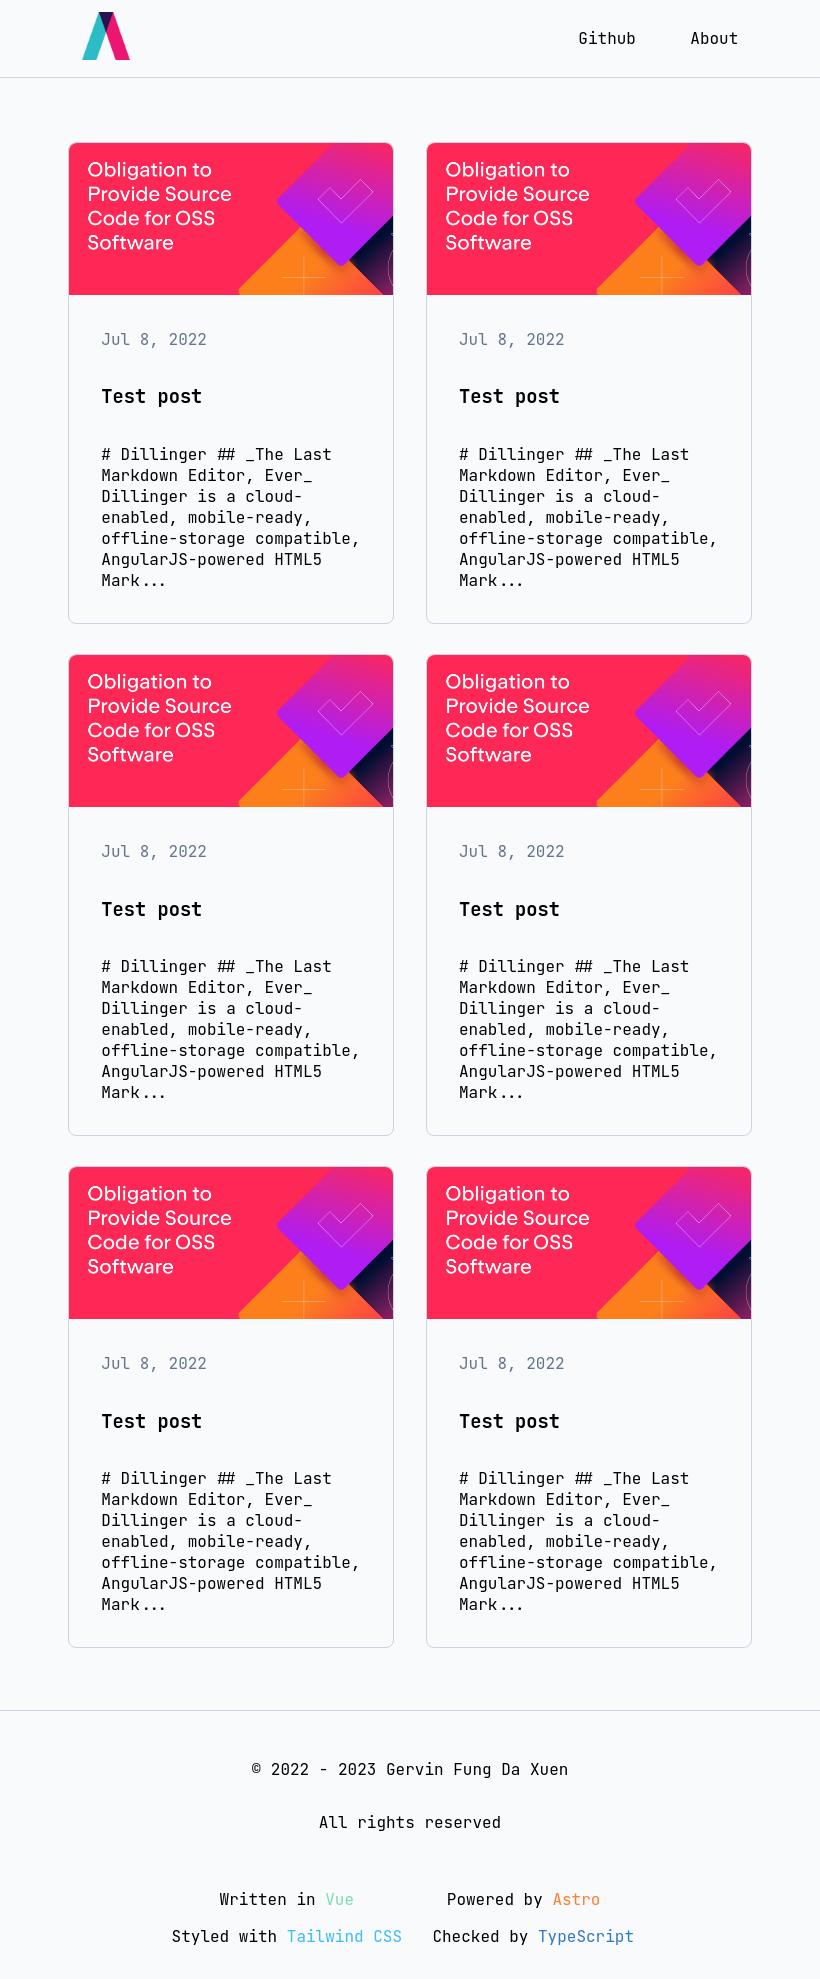 Github About
Obligation to
Provide Source
Code for OSS
Software
Jul 8, 2022
Test post
# Dillinger ## _The Last
Markdown Editor, Ever_
Dillinger is a cloud-
enabled, mobile-ready,
offline-storage compatible,
AngularJS-powered HTML5
Mark...
Obligation to
Provide Source
Code for OSS
Software
Jul 8, 2022
Test post
# Dillinger ## _The Last
Markdown Editor, Ever_
Dillinger is a cloud-
enabled, mobile-ready,
offline-storage compatible,
AngularJS-powered HTML5
Mark...
Obligation to
Provide Source
Code for OSS
Software
Jul 8, 2022
Test post
# Dillinger ## _The Last
Markdown Editor, Ever_
Dillinger is a cloud-
enabled, mobile-ready,
offline-storage compatible,
AngularJS-powered HTML5
Mark...
Obligation to
Provide Source
Code for OSS
Software
Jul 8, 2022
Test post
# Dillinger ## _The Last
Markdown Editor, Ever_
Dillinger is a cloud-
enabled, mobile-ready,
offline-storage compatible,
AngularJS-powered HTML5
Mark...
Obligation to
Provide Source
Code for OSS
Software
Jul 8, 2022
Test post
# Dillinger ## _The Last
Markdown Editor, Ever_
Dillinger is a cloud-
enabled, mobile-ready,
offline-storage compatible,
AngularJS-powered HTML5
Mark...
Obligation to
Provide Source
Code for OSS
Software
Jul 8, 2022
Test post
# Dillinger ## _The Last
Markdown Editor, Ever_
Dillinger is a cloud-
enabled, mobile-ready,
offline-storage compatible,
AngularJS-powered HTML5
Mark...
© 2022 - 2023 Gervin Fung Da Xuen
All rights reserved
Written in Vue Powered by Astro
Styled with Tailwind CSS Checked by TypeScript